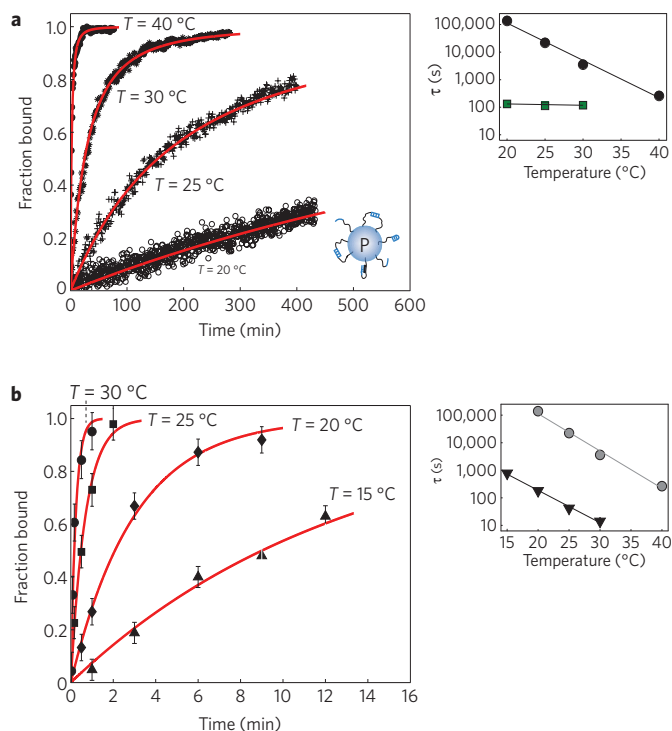 a
1.0
0.8
0.6
0.4
0.2
0.0
Fraction bound
T = 40 °C
T = 30 °C
T = 25 °C
T = 20 °C
P
0 100 200 300 400 500 600
Time (min)
100,000
10,000
1,000
100
10
τ (s)
20 25 30 35 40
Temperature (°C)
b
T = 30 °C
T = 25 °C
T = 20 °C
T = 15 °C
1.0
0.8
0.6
0.4
0.2
0.0
Fraction bound
0 2 4 6 8 10 12 14 16
Time (min)
100,000
10,000
1,000
100
10
τ (s)
15 20 25 30 35 40
Temperature (°C)